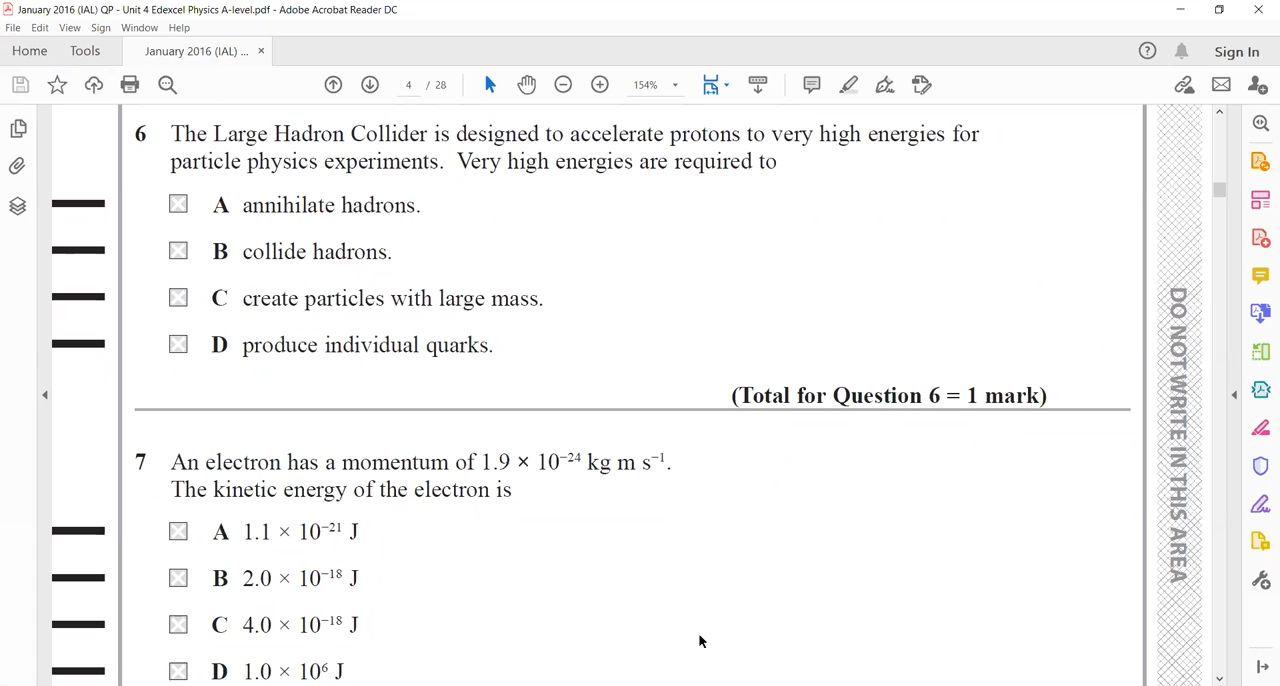 January 2016 (IAL) QP - Unit 4 Edexcel Physics A-level.pdf - Adobe Acrobat Reader DC
File Edit View Sign Window Help
Home Tools January 2016 (IAL) ... × Sign In
4 / 28 154%
6 The Large Hadron Collider is designed to accelerate protons to very high energies for
particle physics experiments. Very high energies are required to
A annihilate hadrons.
B collide hadrons.
C create particles with large mass.
D produce individual quarks.
(Total for Question 6 = 1 mark)
7 An electron has a momentum of 1.9 × 10⁻²⁴ kg m s⁻¹.
The kinetic energy of the electron is
A 1.1 × 10⁻²¹ J
B 2.0 × 10⁻¹⁸ J
C 4.0 × 10⁻¹⁸ J
D 1.0 × 10⁶ J
DO NOT WRITE IN THIS AREA